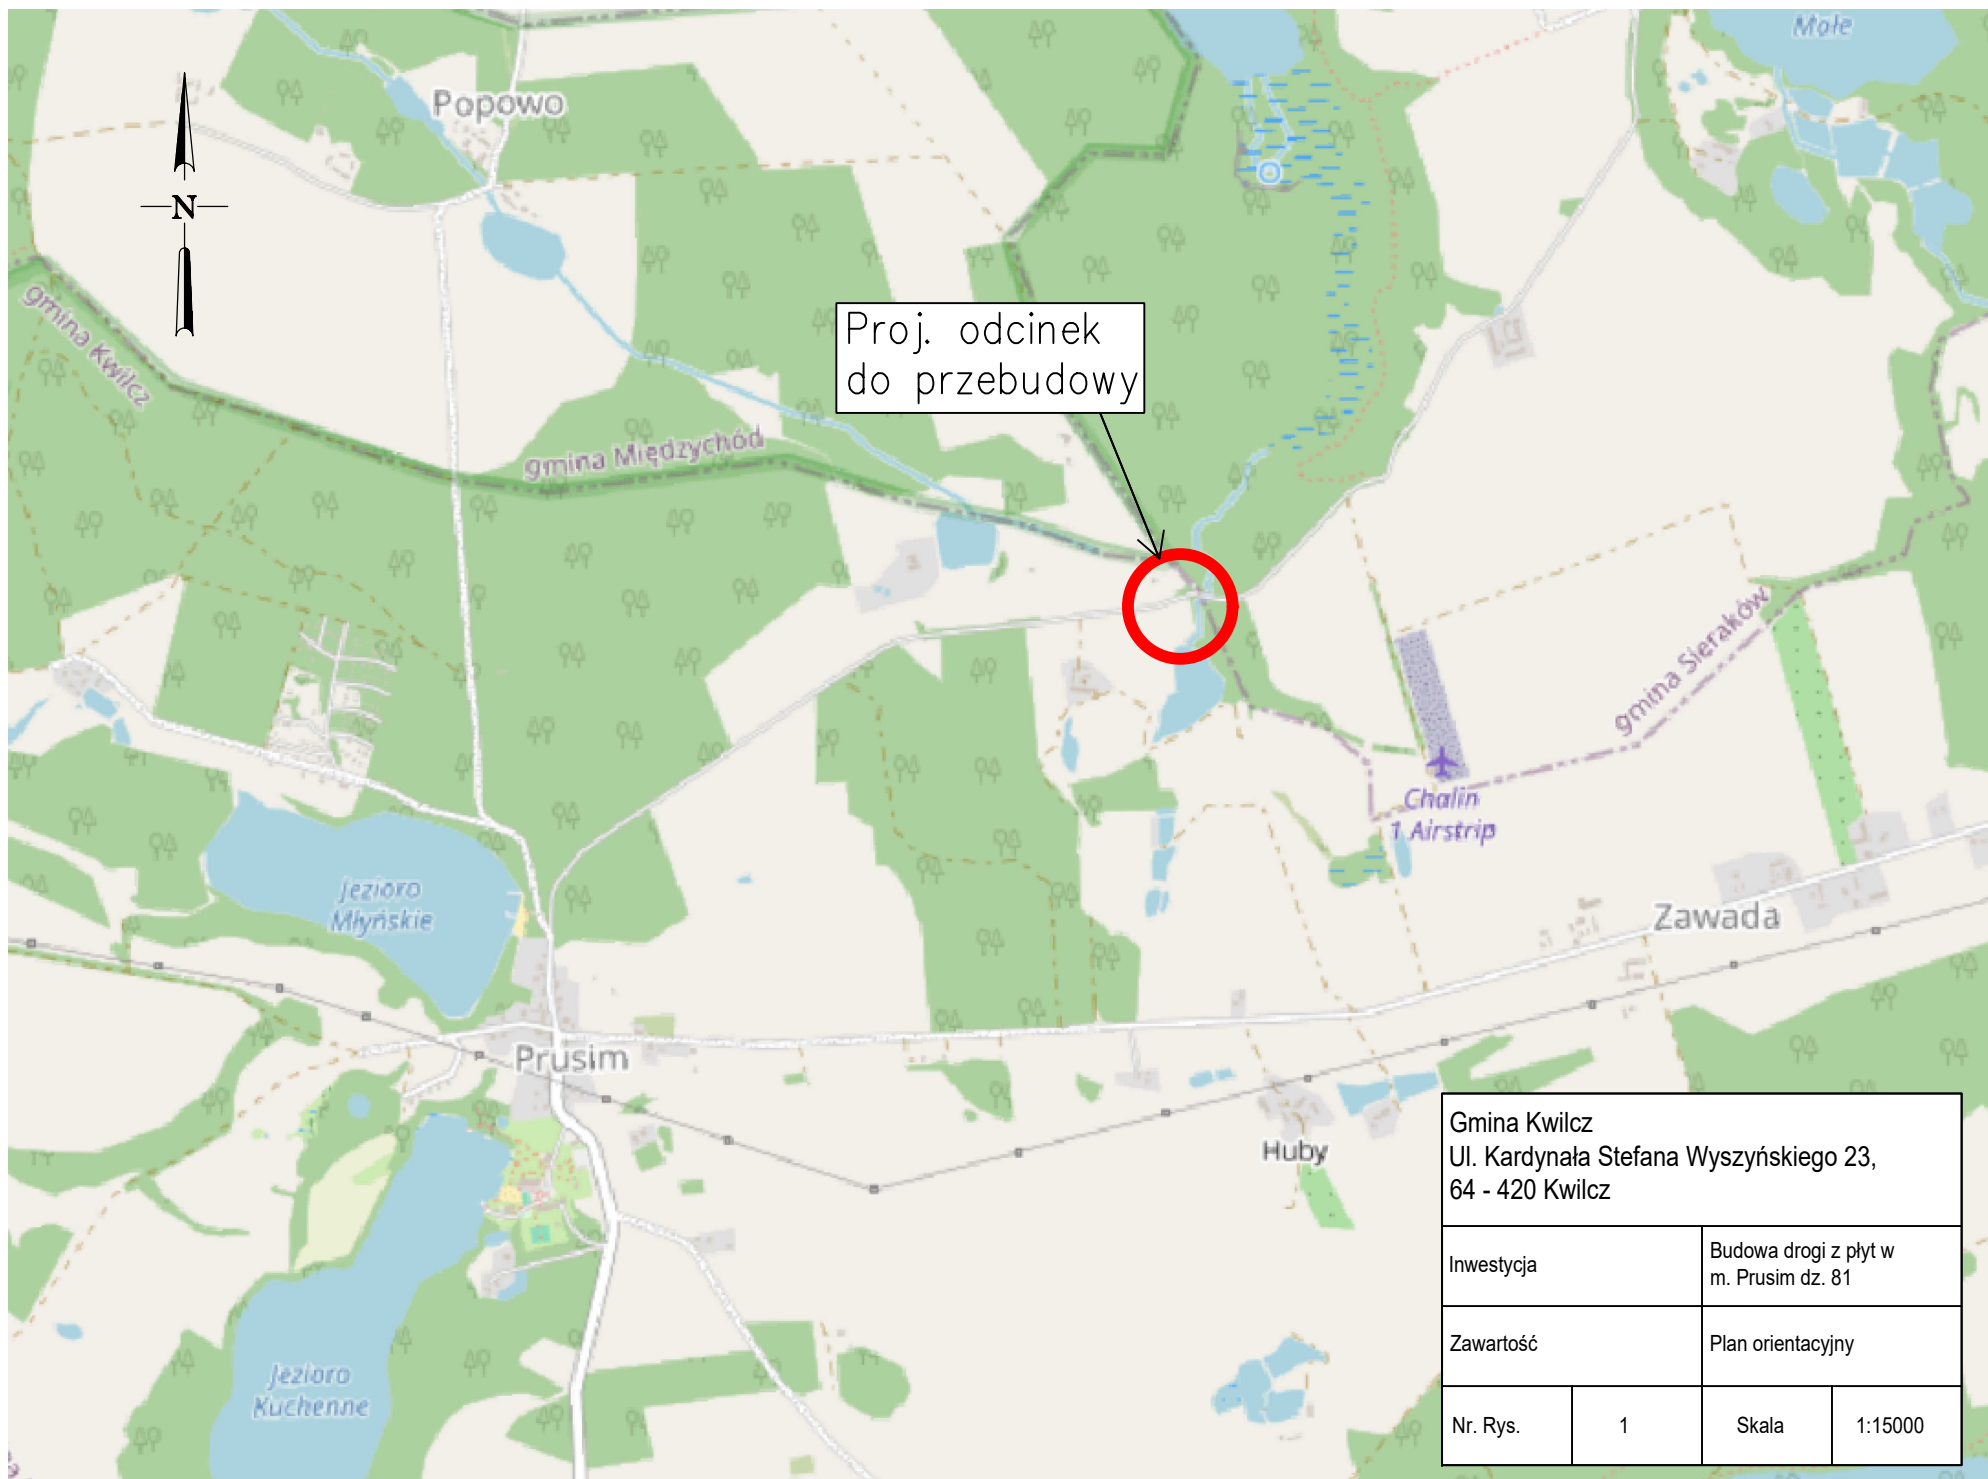 Małe
Popowo
N
gmina Kwilcz
Proj. odcinek
do przebudowy
gmina Międzychód
gmina Sieraków
Chalin
1 Airstrip
Jezioro
Młyńskie
Zawada
Prusim
Huby
Jezioro
Kuchenne
Gmina Kwilcz
Ul. Kardynała Stefana Wyszyńskiego 23,
64 - 420 Kwilcz
Inwestycja
Budowa drogi z płyt w
m. Prusim dz. 81
Zawartość
Plan orientacyjny
Nr. Rys.
1
Skala
1:15000